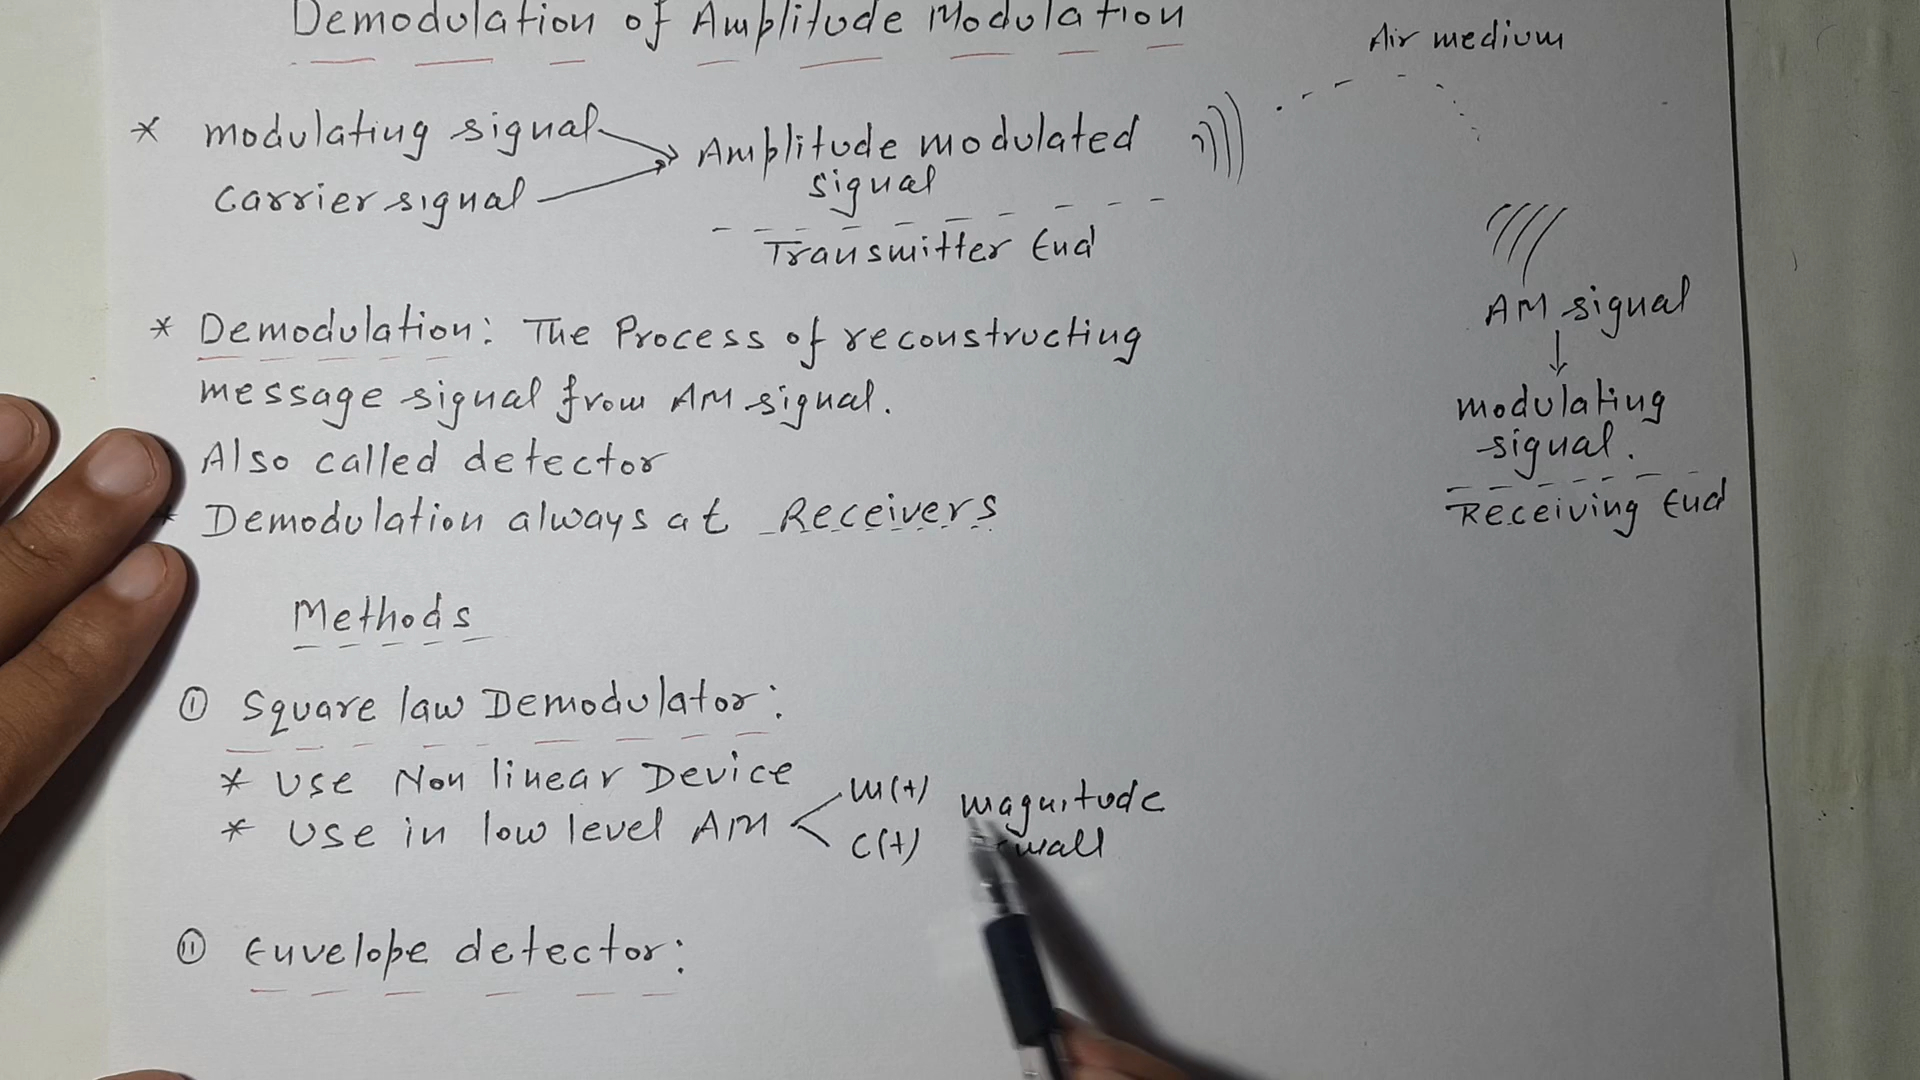 Demodulation of Amplitude Modulation
Air medium
* modulating signal
carrier signal
Amplitude modulated
signal
Transmitter End
AM signal
modulating
signal.
Receiving End
* Demodulation: The Process of reconstructing
message signal from AM signal.
Also called detector
* Demodulation always at Receivers
Methods
① Square law Demodulator:
* Use Non linear Device
* Use in low level AM
m(t)
c(t)
magnitude
⑪ Envelope detector: